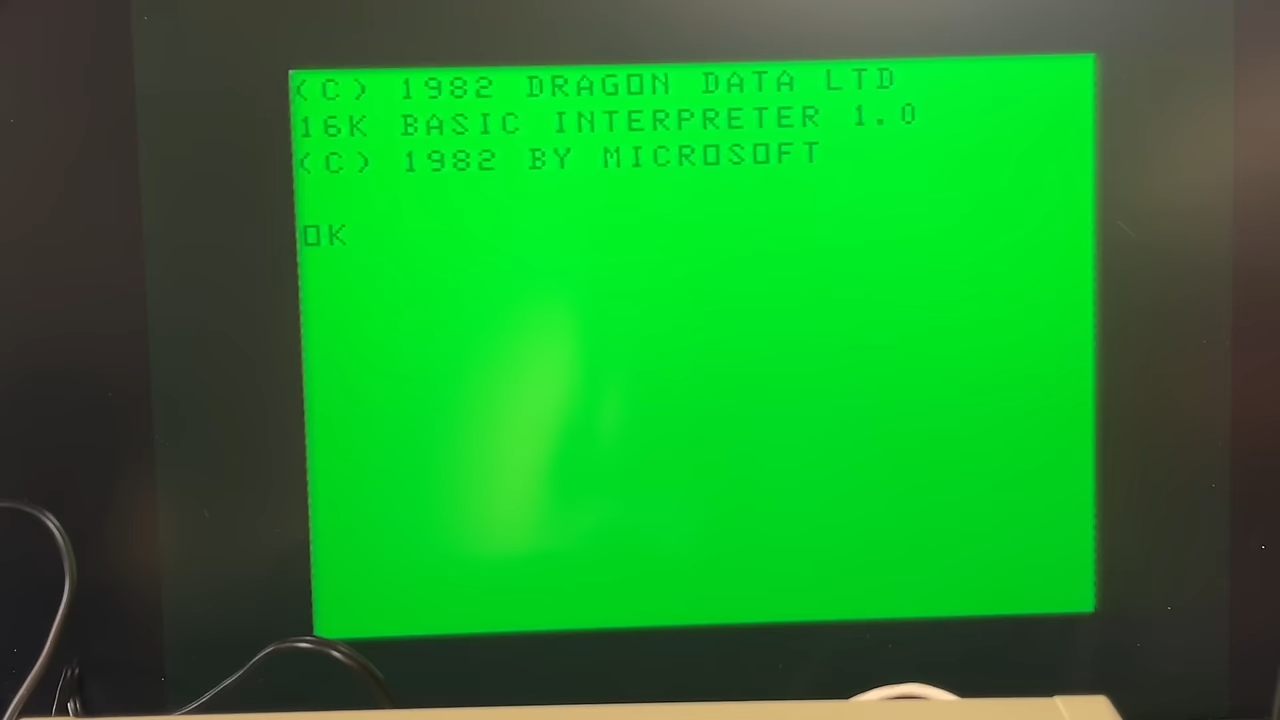 (C) 1982 DRAGON DATA LTD
16K BASIC INTERPRETER 1.0
(C) 1982 BY MICROSOFT
OK